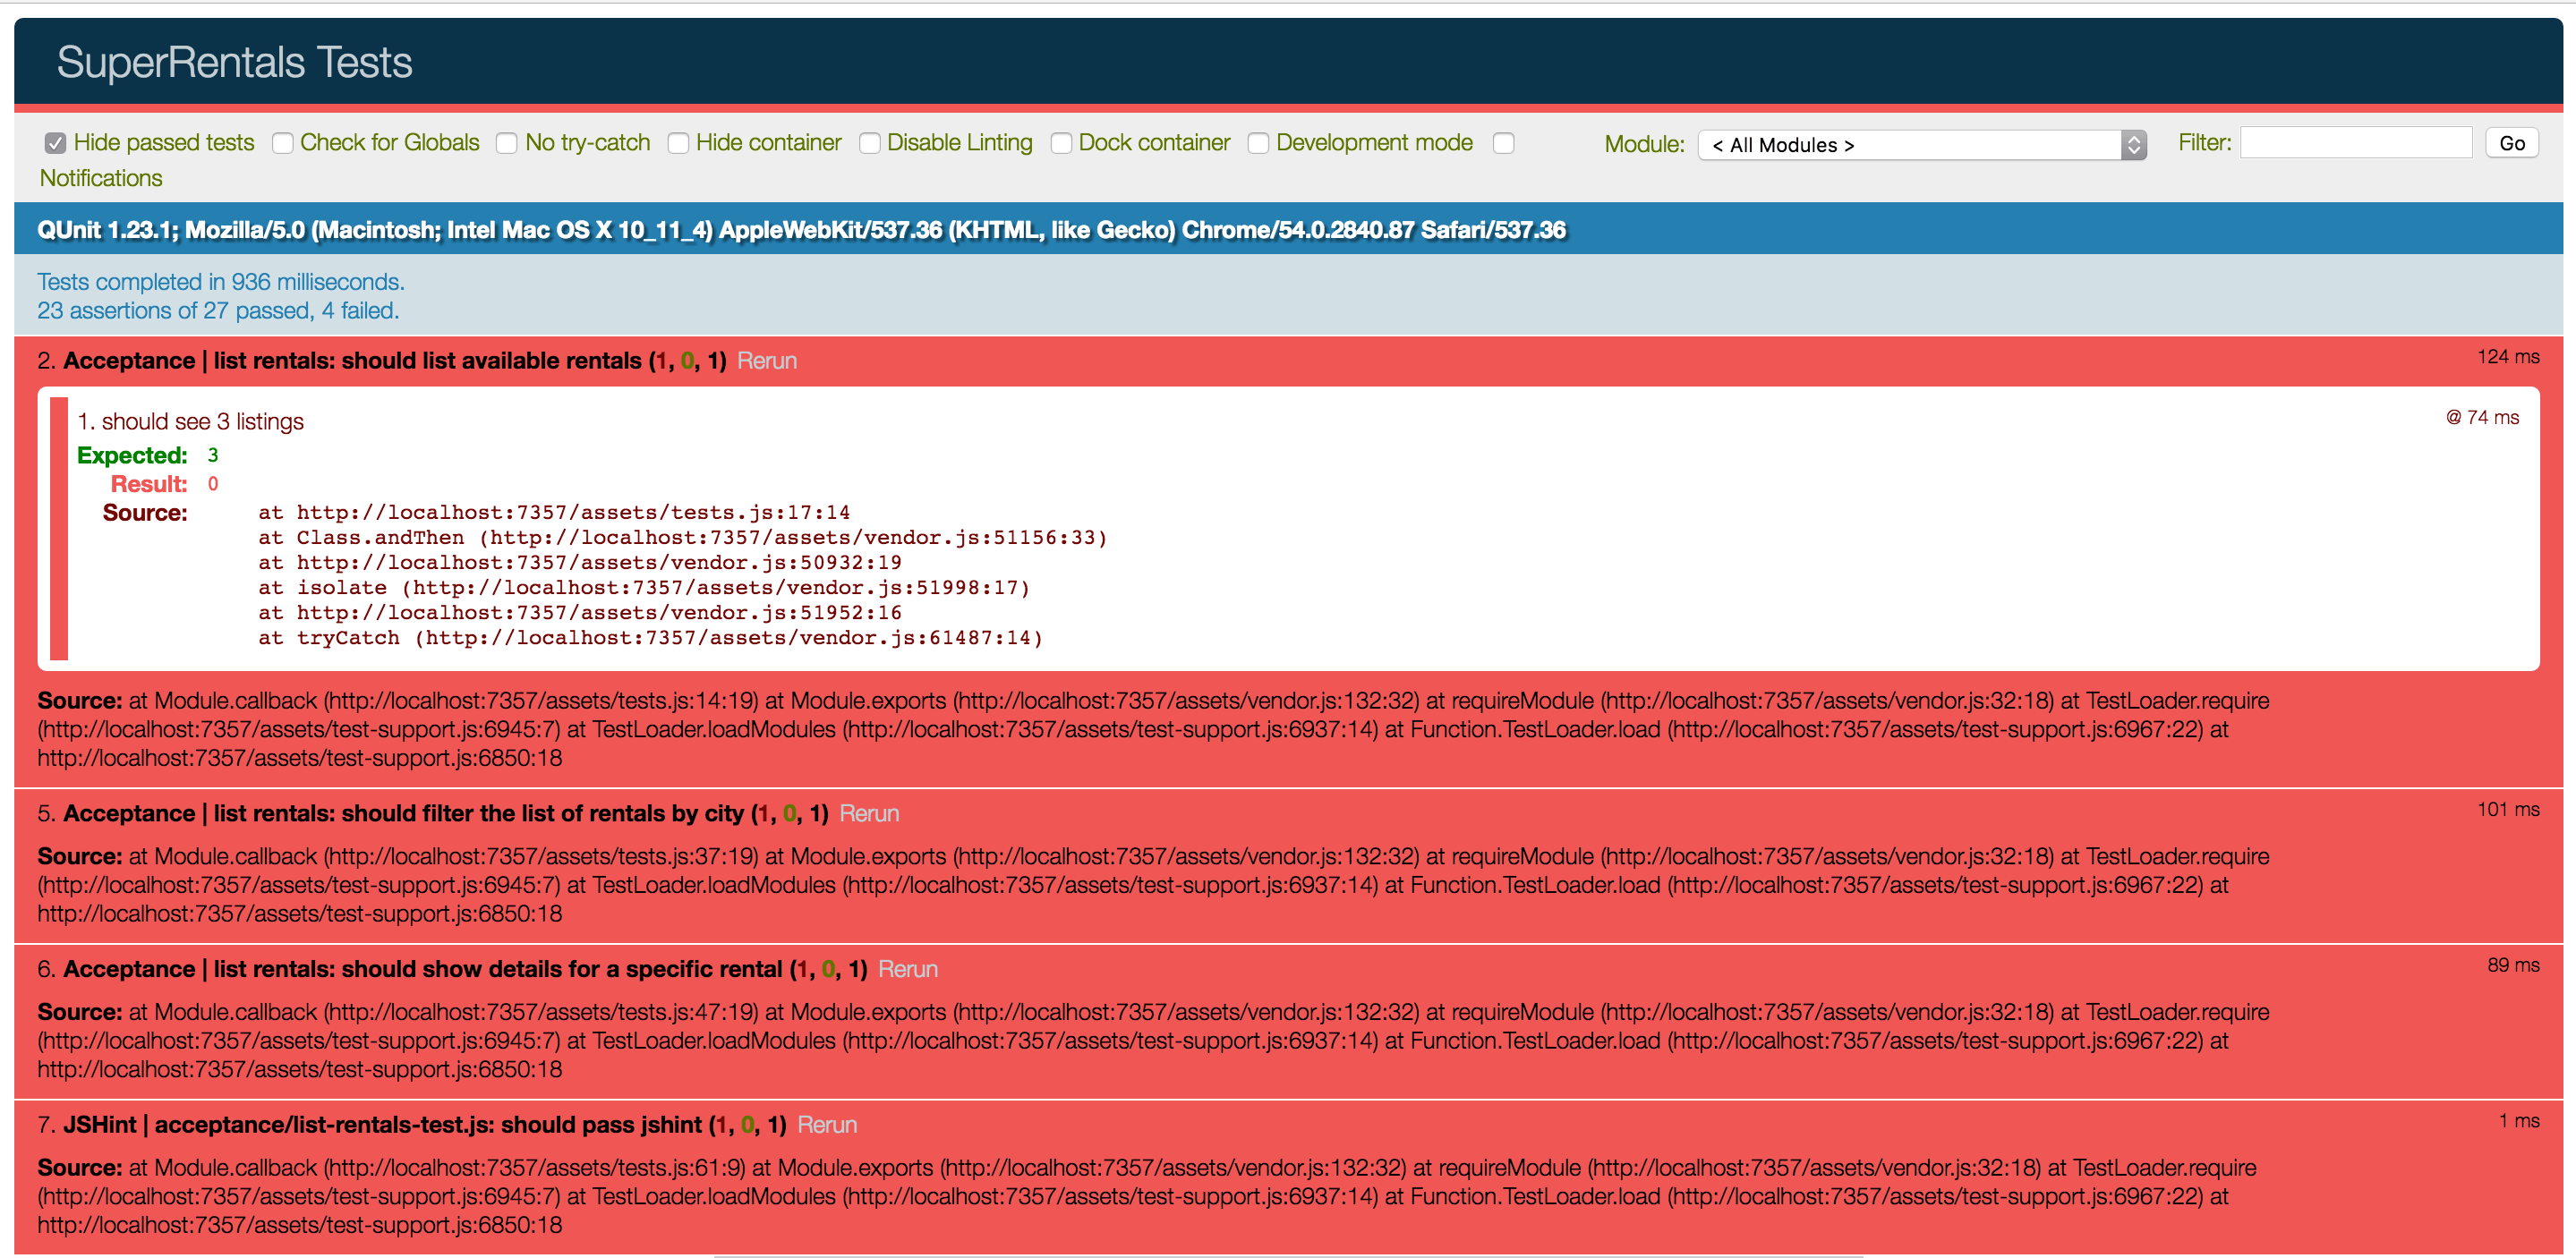 SuperRentals Tests
Hide passed tests Check for Globals No try-catch Hide container Disable Linting Dock container Development mode
Notifications
Module: < All Modules > Filter: Go
QUnit 1.23.1; Mozilla/5.0 (Macintosh; Intel Mac OS X 10_11_4) AppleWebKit/537.36 (KHTML, like Gecko) Chrome/54.0.2840.87 Safari/537.36
Tests completed in 936 milliseconds.
23 assertions of 27 passed, 4 failed.
2. Acceptance | list rentals: should list available rentals (1, 0, 1) Rerun 124 ms
1. should see 3 listings @ 74 ms
Expected: 3
Result: 0
Source: at http://localhost:7357/assets/tests.js:17:14
at Class.andThen (http://localhost:7357/assets/vendor.js:51156:33)
at http://localhost:7357/assets/vendor.js:50932:19
at isolate (http://localhost:7357/assets/vendor.js:51998:17)
at http://localhost:7357/assets/vendor.js:51952:16
at tryCatch (http://localhost:7357/assets/vendor.js:61487:14)
Source: at Module.callback (http://localhost:7357/assets/tests.js:14:19) at Module.exports (http://localhost:7357/assets/vendor.js:132:32) at requireModule (http://localhost:7357/assets/vendor.js:32:18) at TestLoader.require
(http://localhost:7357/assets/test-support.js:6945:7) at TestLoader.loadModules (http://localhost:7357/assets/test-support.js:6937:14) at Function.TestLoader.load (http://localhost:7357/assets/test-support.js:6967:22) at
http://localhost:7357/assets/test-support.js:6850:18
5. Acceptance | list rentals: should filter the list of rentals by city (1, 0, 1) Rerun 101 ms
Source: at Module.callback (http://localhost:7357/assets/tests.js:37:19) at Module.exports (http://localhost:7357/assets/vendor.js:132:32) at requireModule (http://localhost:7357/assets/vendor.js:32:18) at TestLoader.require
(http://localhost:7357/assets/test-support.js:6945:7) at TestLoader.loadModules (http://localhost:7357/assets/test-support.js:6937:14) at Function.TestLoader.load (http://localhost:7357/assets/test-support.js:6967:22) at
http://localhost:7357/assets/test-support.js:6850:18
6. Acceptance | list rentals: should show details for a specific rental (1, 0, 1) Rerun 89 ms
Source: at Module.callback (http://localhost:7357/assets/tests.js:47:19) at Module.exports (http://localhost:7357/assets/vendor.js:132:32) at requireModule (http://localhost:7357/assets/vendor.js:32:18) at TestLoader.require
(http://localhost:7357/assets/test-support.js:6945:7) at TestLoader.loadModules (http://localhost:7357/assets/test-support.js:6937:14) at Function.TestLoader.load (http://localhost:7357/assets/test-support.js:6967:22) at
http://localhost:7357/assets/test-support.js:6850:18
7. JSHint | acceptance/list-rentals-test.js: should pass jshint (1, 0, 1) Rerun 1 ms
Source: at Module.callback (http://localhost:7357/assets/tests.js:61:9) at Module.exports (http://localhost:7357/assets/vendor.js:132:32) at requireModule (http://localhost:7357/assets/vendor.js:32:18) at TestLoader.require
(http://localhost:7357/assets/test-support.js:6945:7) at TestLoader.loadModules (http://localhost:7357/assets/test-support.js:6937:14) at Function.TestLoader.load (http://localhost:7357/assets/test-support.js:6967:22) at
http://localhost:7357/assets/test-support.js:6850:18